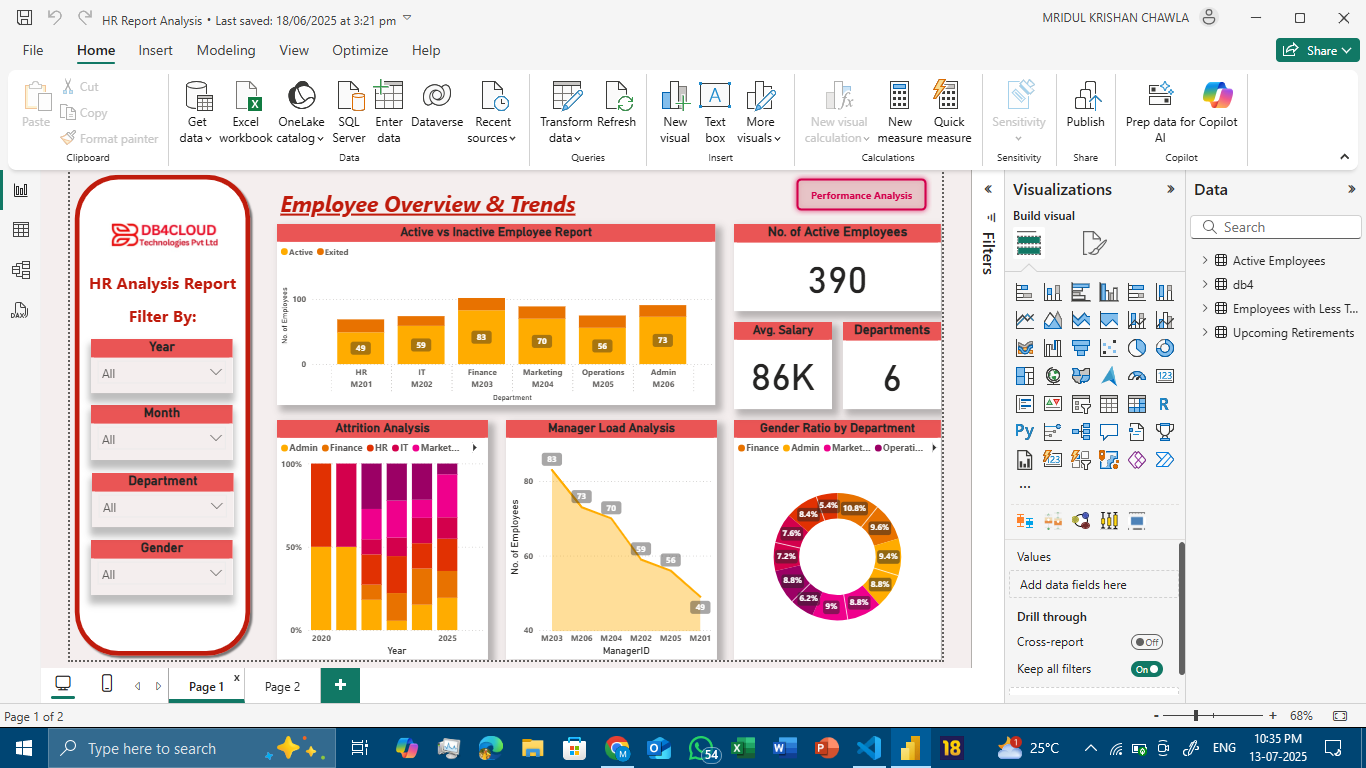 HR Report Analysis • Last saved: 18/06/2025 at 3:21 pm
MRIDUL KRISHAN CHAWLA
File Home Insert Modeling View Optimize Help
Share
Paste
Cut
Copy
Format painter
Clipboard
Get data
Excel workbook
OneLake catalog
SQL Server
Enter data
Dataverse
Recent sources
Data
Transform data
Refresh
Queries
New visual
Text box
More visuals
Insert
New visual calculation
New measure
Quick measure
Calculations
Sensitivity
Sensitivity
Publish
Share
Prep data for AI
Copilot
Copilot
DB4CLOUD
Technologies Pvt Ltd
HR Analysis Report
Filter By:
Year
All
Month
All
Department
All
Gender
All
Employee Overview & Trends
Performance Analysis
Active vs Inactive Employee Report
Active Exited
No. of Employees
100
0
49 59 83 70 56 73
HR IT Finance Marketing Operations Admin
M201 M202 M203 M204 M205 M206
Department
No. of Active Employees
390
Avg. Salary
86K
Departments
6
Attrition Analysis
Admin Finance HR IT Market...
100%
50%
0%
2020 2025
Year
Manager Load Analysis
No. of Employees
80
60
40
83
73
70
59
56
49
M203 M206 M204 M202 M205 M201
ManagerID
Gender Ratio by Department
Finance Admin Market... Operati...
10.8%
9.6%
9.4%
8.8%
8.8%
9%
6.2%
8.8%
7.2%
7.6%
8.4%
5.4%
Filters
Visualizations
Build visual
123
R
Py
123
...
Values
Add data fields here
Drill through
Cross-report
Off
Keep all filters
On
Data
Search
Active Employees
db4
Employees with Less T...
Upcoming Retirements
DAX
Page 1 x
Page 2
+
Page 1 of 2
- + 68%
Type here to search
M
54
18
1
25°C
ENG
10:35 PM
13-07-2025